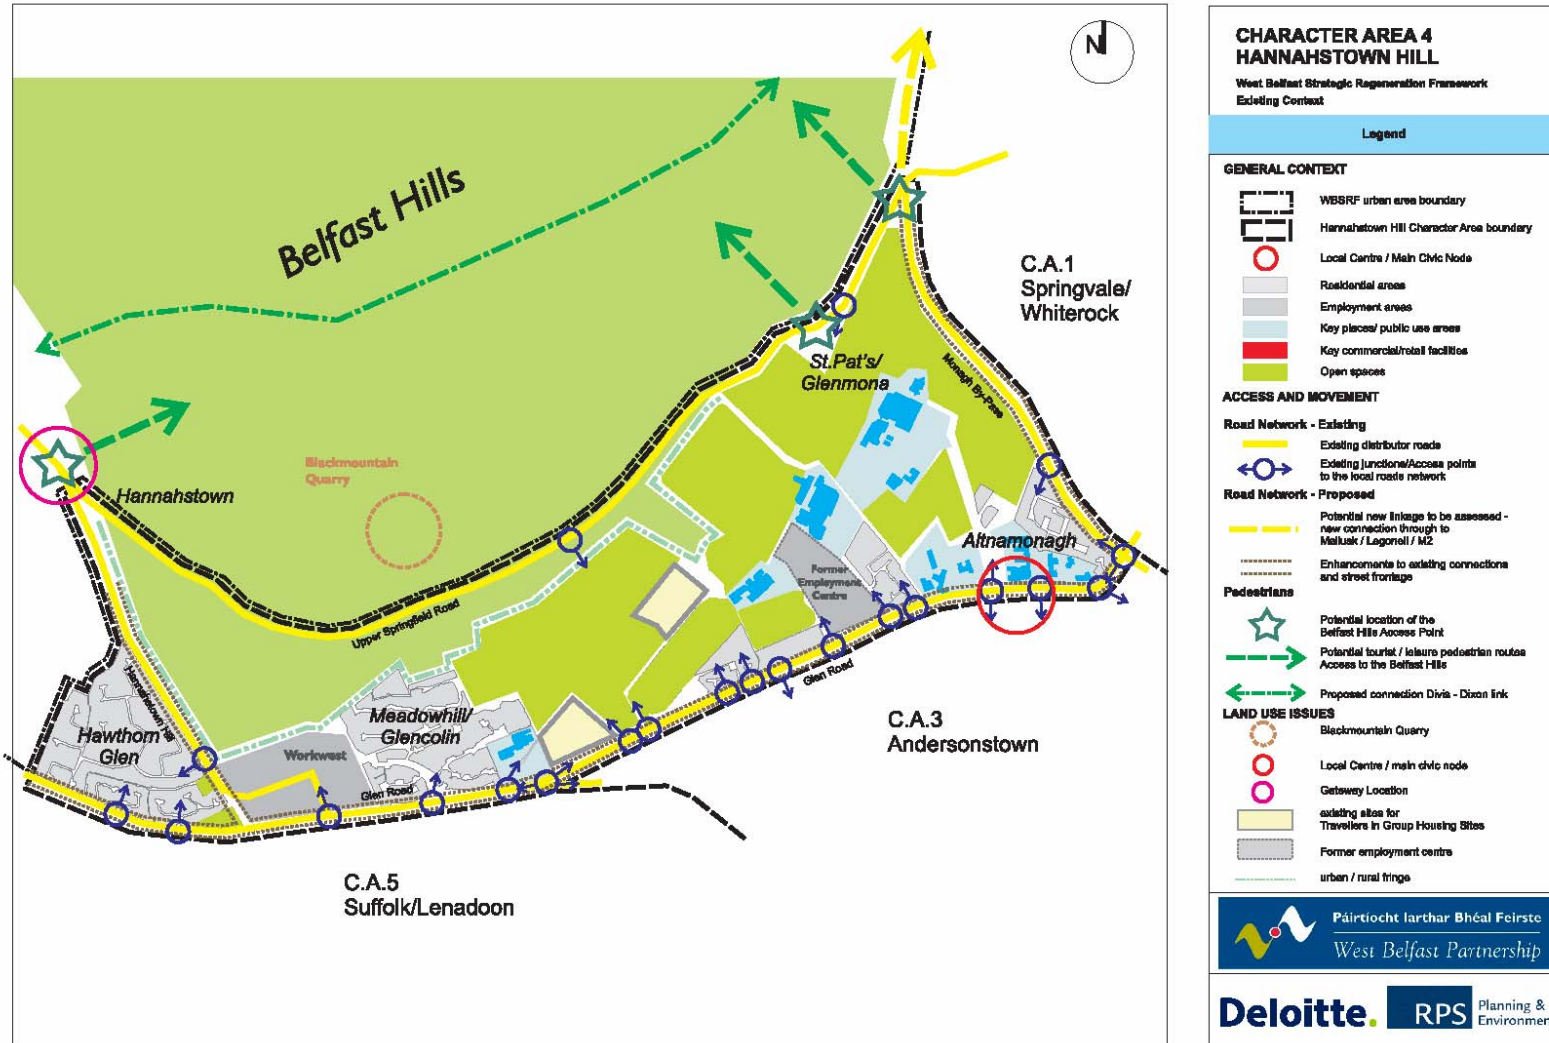 N
Belfast Hills
C.A.1
Springvale/
Whiterock
St.Pat's/
Glenmona
Monagh By-Pass
Blackmountain
Quarry
Hannahstown
Altnamonagh
Former
Employment
Centre
Upper Springfield Road
Glen Road
Hannahstown Hill
Hawthorn
Glen
Meadowhill/
Glencolin
Workwest
Glen Road
C.A.3
Andersonstown
C.A.5
Suffolk/Lenadoon
CHARACTER AREA 4
HANNAHSTOWN HILL
West Belfast Strategic Regeneration Framework
Existing Context
Legend
GENERAL CONTEXT
WBSRF urban area boundary
Hannahstown Hill Character Area boundary
Local Centre / Main Civic Node
Residential areas
Employment areas
Key places/ public use areas
Key commercial/retail facilities
Open spaces
ACCESS AND MOVEMENT
Road Network - Existing
Existing distributor roads
Existing junctions/Access points
to the local roads network
Road Network - Proposed
Potential new linkage to be assessed -
new connection through to
Mallusk / Legoneil / M2
Enhancements to existing connections
and street frontage
Pedestrians
Potential location of the
Belfast Hills Access Point
Potential tourist / leisure pedestrian routes
Access to the Belfast Hills
Proposed connection Divis - Dixon link
LAND USE ISSUES
Blackmountain Quarry
Local Centre / main civic node
Gateway Location
existing sites for
Travellers in Group Housing Sites
Former employment centre
urban / rural fringe
Páirtíocht Iarthar Bhéal Feirste
West Belfast Partnership
Deloitte.
RPS
Planning &
Environmen